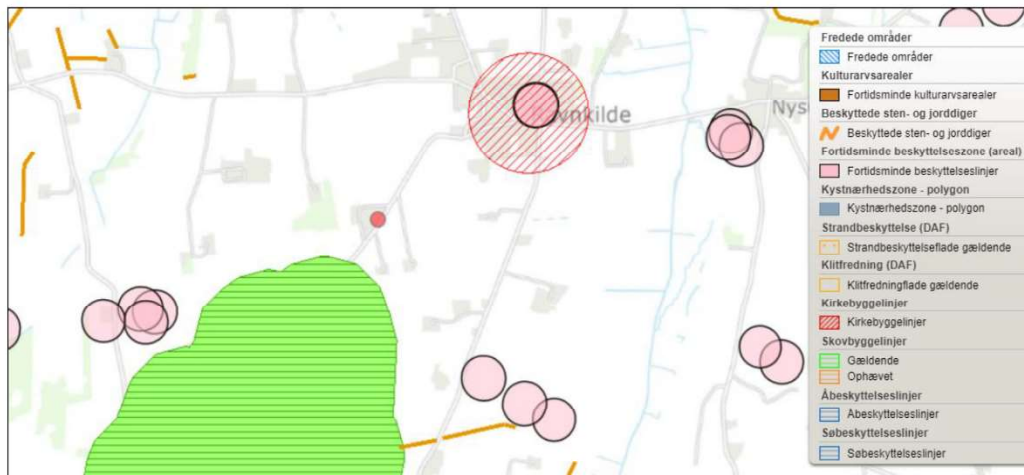 vnkilde
Nys
Fredede områder
Fredede områder
Kulturarvsarealer
Fortidsminde kulturarvsarealer
Beskyttede sten- og jorddiger
Beskyttede sten- og jorddiger
Fortidsminde beskyttelseszone (areal)
Fortidsminde beskyttelseslinjer
Kystnærhedszone - polygon
Kystnærhedszone - polygon
Strandbeskyttelse (DAF)
Strandbeskyttelseflade gældende
Klitfredning (DAF)
Klitfredningflade gældende
Kirkebyggelinjer
Kirkebyggelinjer
Skovbyggelinjer
Gældende
Ophævet
Åbeskyttelseslinjer
Åbeskyttelseslinjer
Søbeskyttelseslinjer
Søbeskyttelseslinjer